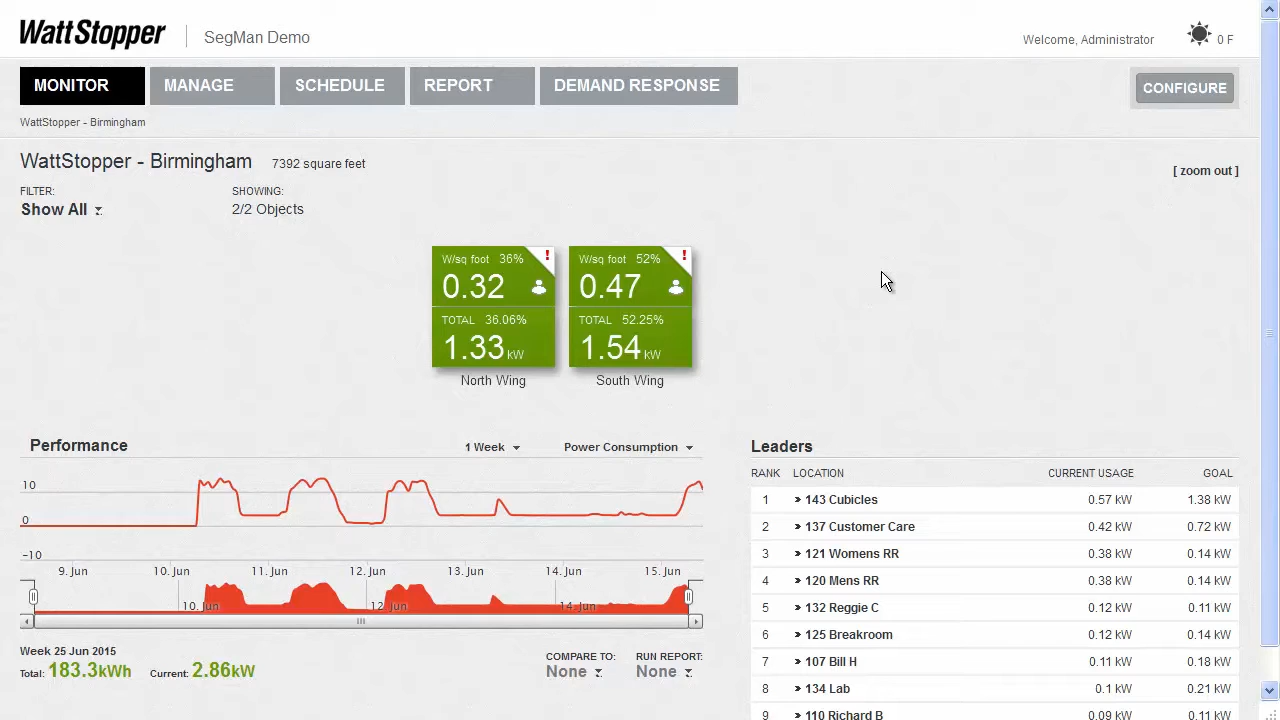 WattStopper
SegMan Demo
Welcome, Administrator
0 F
MONITOR
MANAGE
SCHEDULE
REPORT
DEMAND RESPONSE
CONFIGURE
WattStopper - Birmingham
WattStopper - Birmingham
7392 square feet
[ zoom out ]
FILTER:
SHOWING:
Show All
2/2 Objects
W/sq foot 36%
!
0.32
TOTAL 36.06%
1.33 kW
North Wing
W/sq foot 52%
!
0.47
TOTAL 52.25%
1.54 kW
South Wing
Performance
1 Week
Power Consumption
10
0
-10
9. Jun
10. Jun
11. Jun
12. Jun
13. Jun
14. Jun
15. Jun
10. Jun
12. Jun
14. Jun
Week 25 Jun 2015
Total: 183.3kWh
Current: 2.86kW
COMPARE TO:
None
RUN REPORT:
None
Leaders
RANK LOCATION CURRENT USAGE GOAL
1 » 143 Cubicles 0.57 kW 1.38 kW
2 » 137 Customer Care 0.42 kW 0.72 kW
3 » 121 Womens RR 0.38 kW 0.14 kW
4 » 120 Mens RR 0.38 kW 0.14 kW
5 » 132 Reggie C 0.12 kW 0.11 kW
6 » 125 Breakroom 0.12 kW 0.14 kW
7 » 107 Bill H 0.11 kW 0.18 kW
8 » 134 Lab 0.1 kW 0.21 kW
9 » 110 Richard B 0.09 kW 0.11 kW